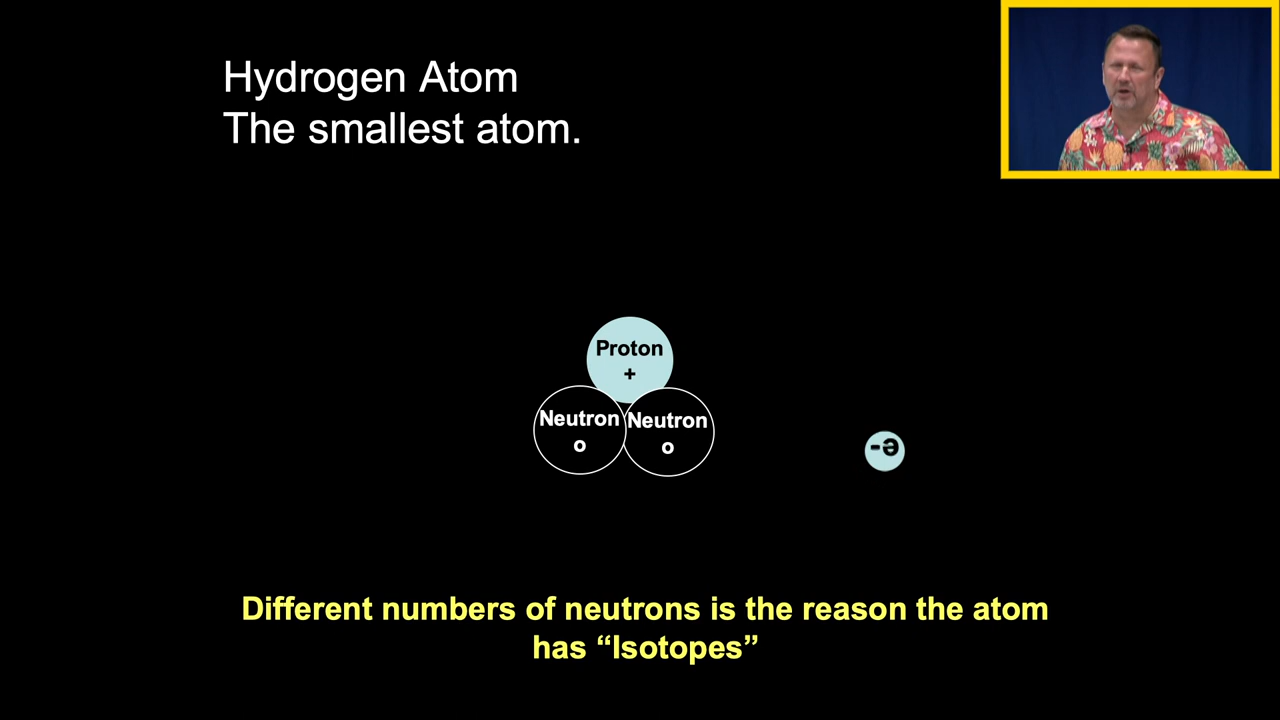 Hydrogen Atom
The smallest atom.
Proton
+
Neutron
o
Neutron
o
e-
Different numbers of neutrons is the reason the atom
has “Isotopes”